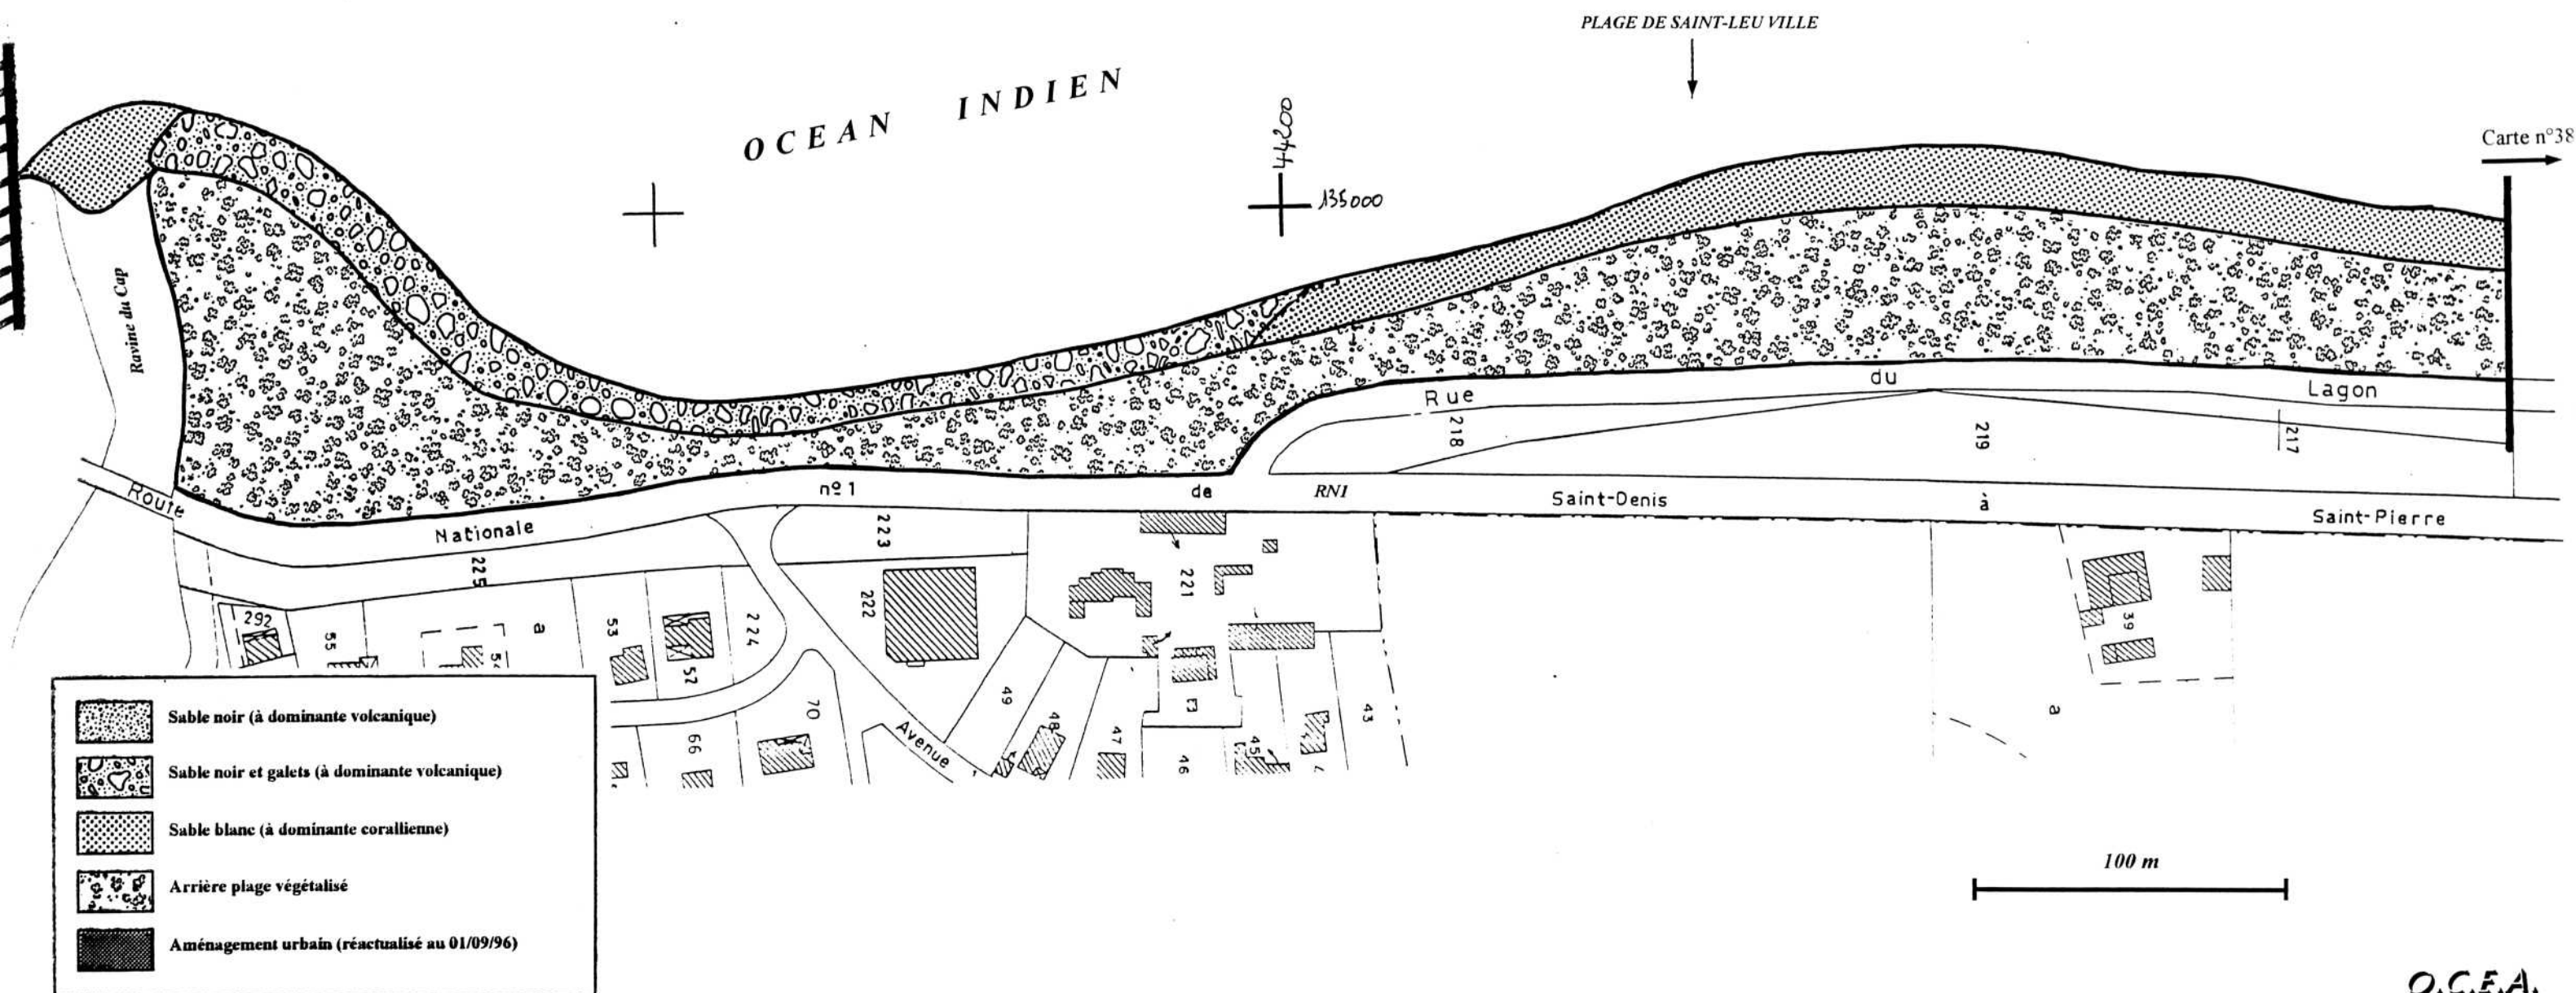 PLAGE DE SAINT-LEU VILLE
OCEAN INDIEN
44200
135000
Carte n°38
Ravine du Cap
Rue du Lagon
218
219
217
Route Nationale nº1 de RN1 Saint-Denis à Saint-Pierre
225
223
222
221
224
292
55
a
53
52
39
a
70
66
49
48
47
46
45
43
Avenue
Sable noir (à dominante volcanique)
Sable noir et galets (à dominante volcanique)
Sable blanc (à dominante corallienne)
Arrière plage végétalisé
Aménagement urbain (réactualisé au 01/09/96)
100 m
O.C.E.A.